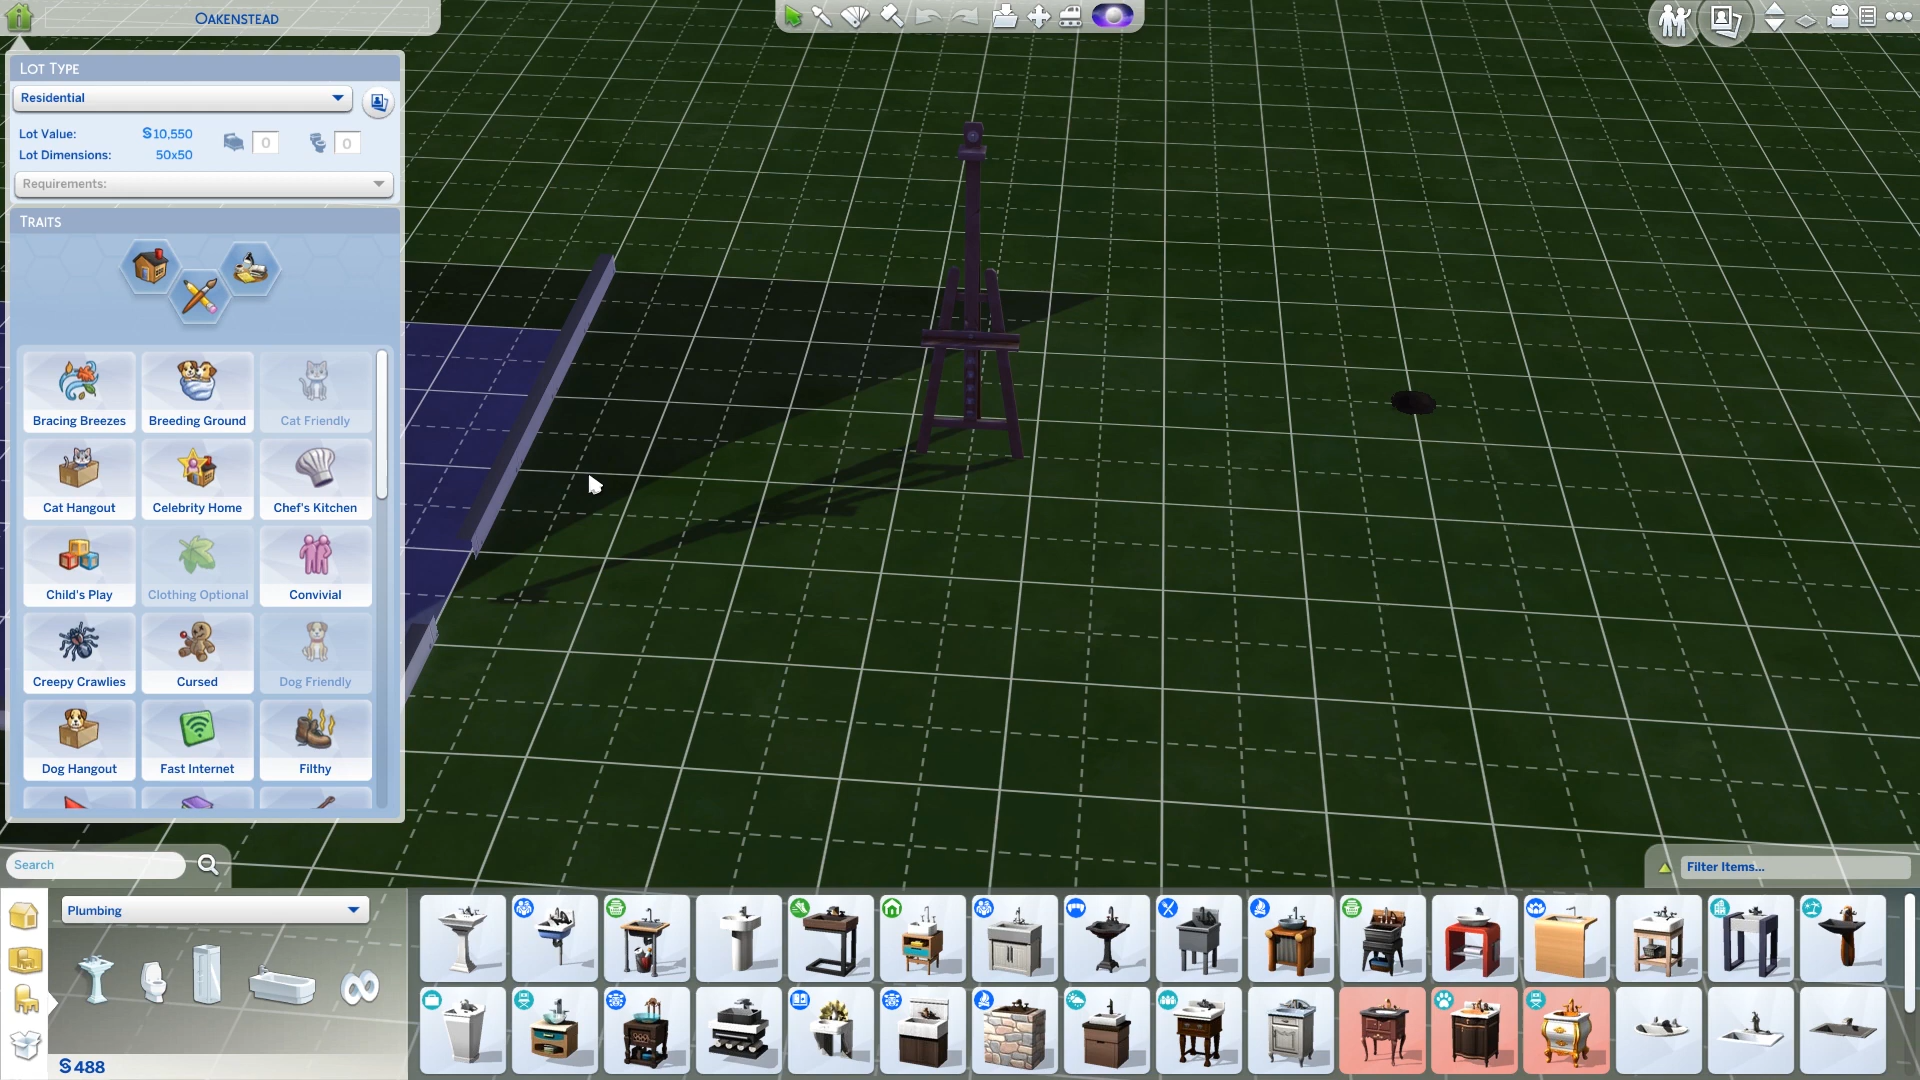 Oakenstead
Lot Type
Residential
Lot Value: §10,550
0
0
Lot Dimensions: 50x50
Requirements:
Traits
Bracing Breezes
Breeding Ground
Cat Friendly
Cat Hangout
Celebrity Home
Chef's Kitchen
Child's Play
Clothing Optional
Convivial
Creepy Crawlies
Cursed
Dog Friendly
Dog Hangout
Fast Internet
Filthy
Search
Filter Items...
Plumbing
§488